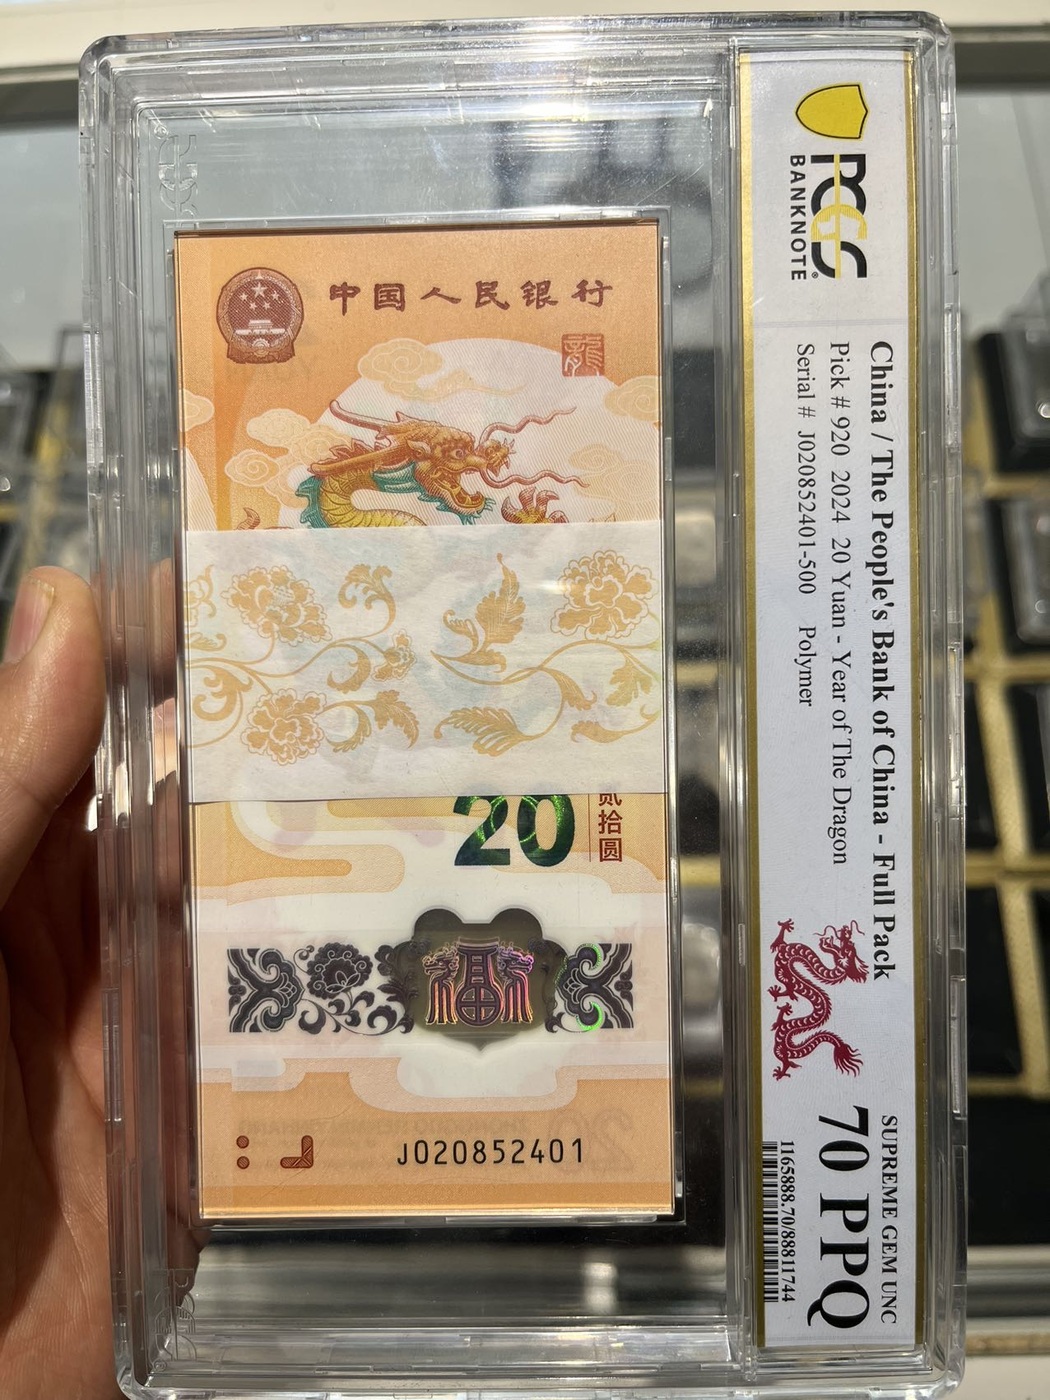 中国人民银行
龍
20
贰拾圆
J020852401
PCGS
BANKNOTE
China / The People's Bank of China - Full Pack
Pick # 920 2024 20 Yuan - Year of The Dragon
Serial # J020852401-500 Polymer
SUPREME GEM UNC
70 PPQ
1165888.70/88811744